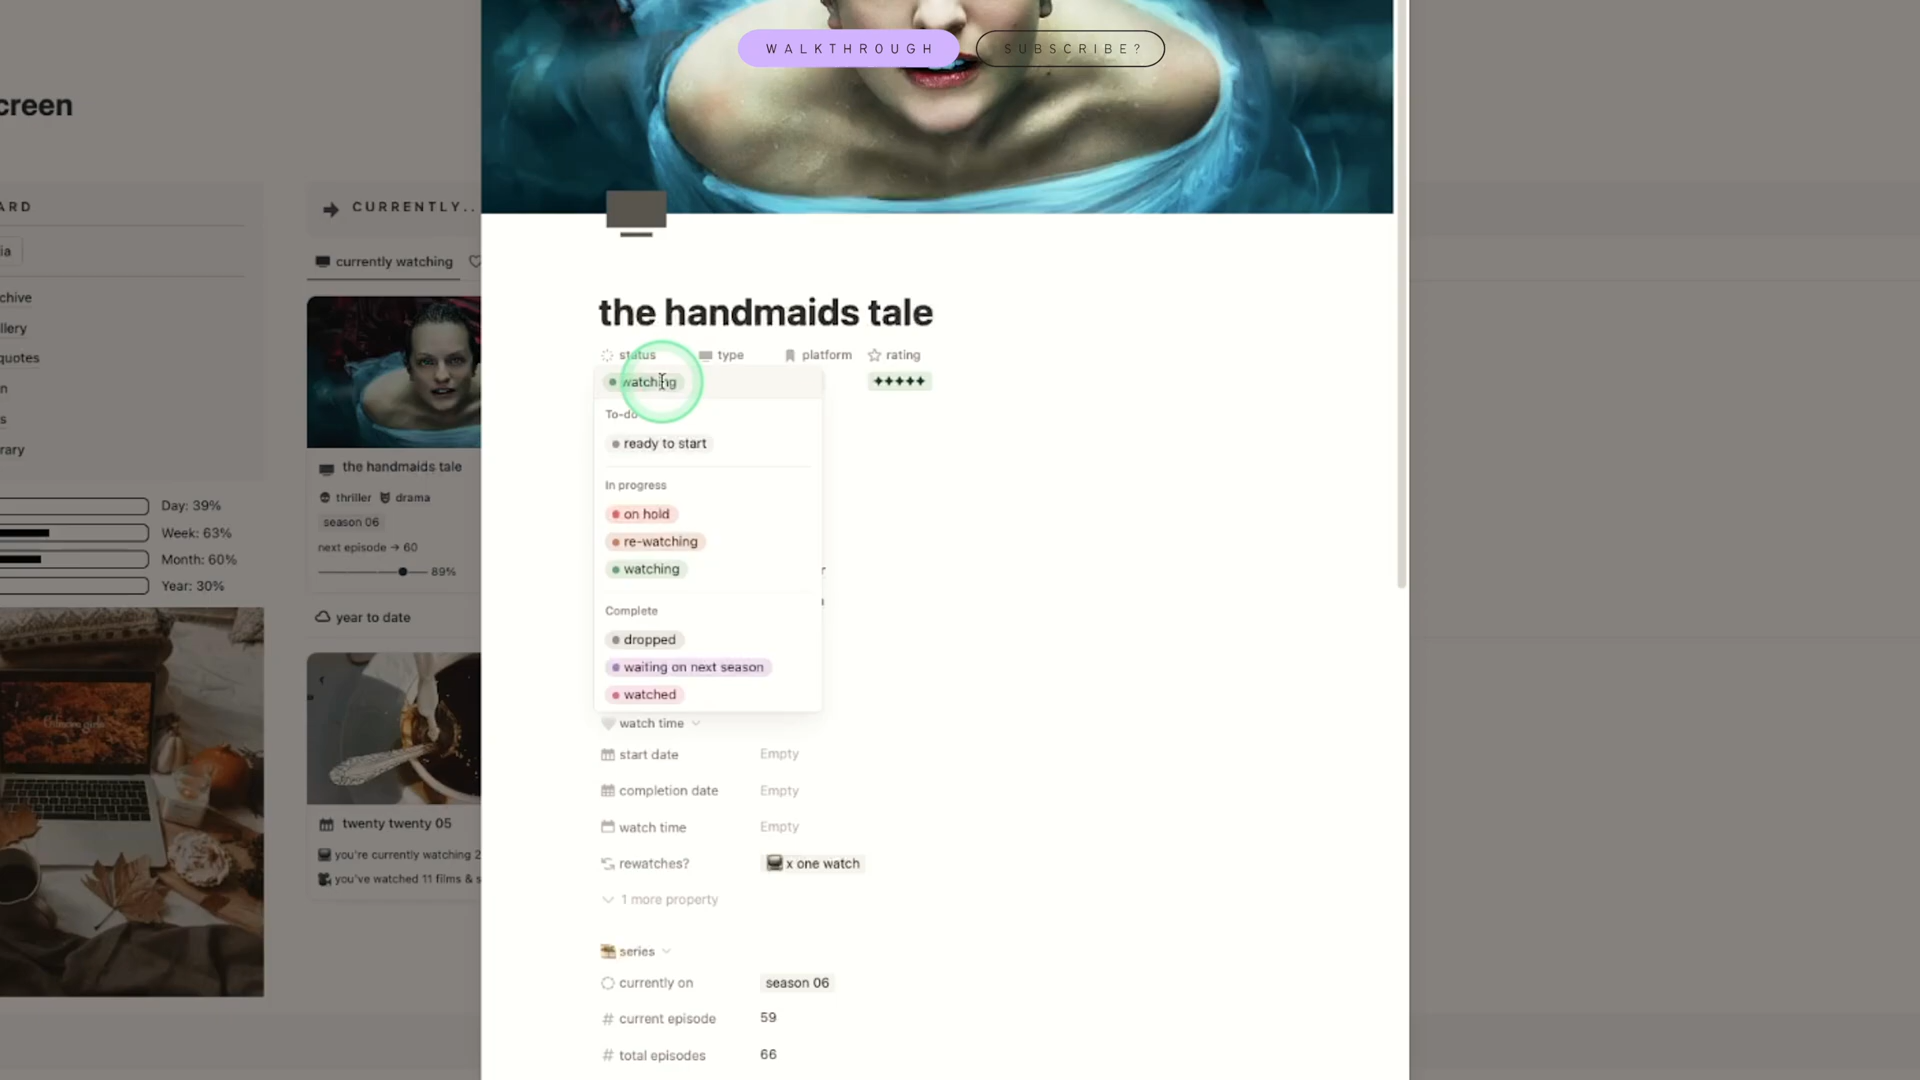 WALKTHROUGH
SUBSCRIBE?
creen
ARD
ia
chive
llery
quotes
n
s
rary
Day: 39%
Week: 63%
Month: 60%
Year: 30%
CURRENTLY..
currently watching
the handmaids tale
thriller drama
season 06
next episode → 60
89%
year to date
twenty twenty 05
you're currently watching 2
you've watched 11 films & s
the handmaids tale
status type platform rating
watching ✦✦✦✦✦
To-do
ready to start
In progress
on hold
re-watching
watching
Complete
dropped
waiting on next season
watched
watch time
start date Empty
completion date Empty
watch time Empty
rewatches? x one watch
1 more property
series
currently on season 06
# current episode 59
# total episodes 66